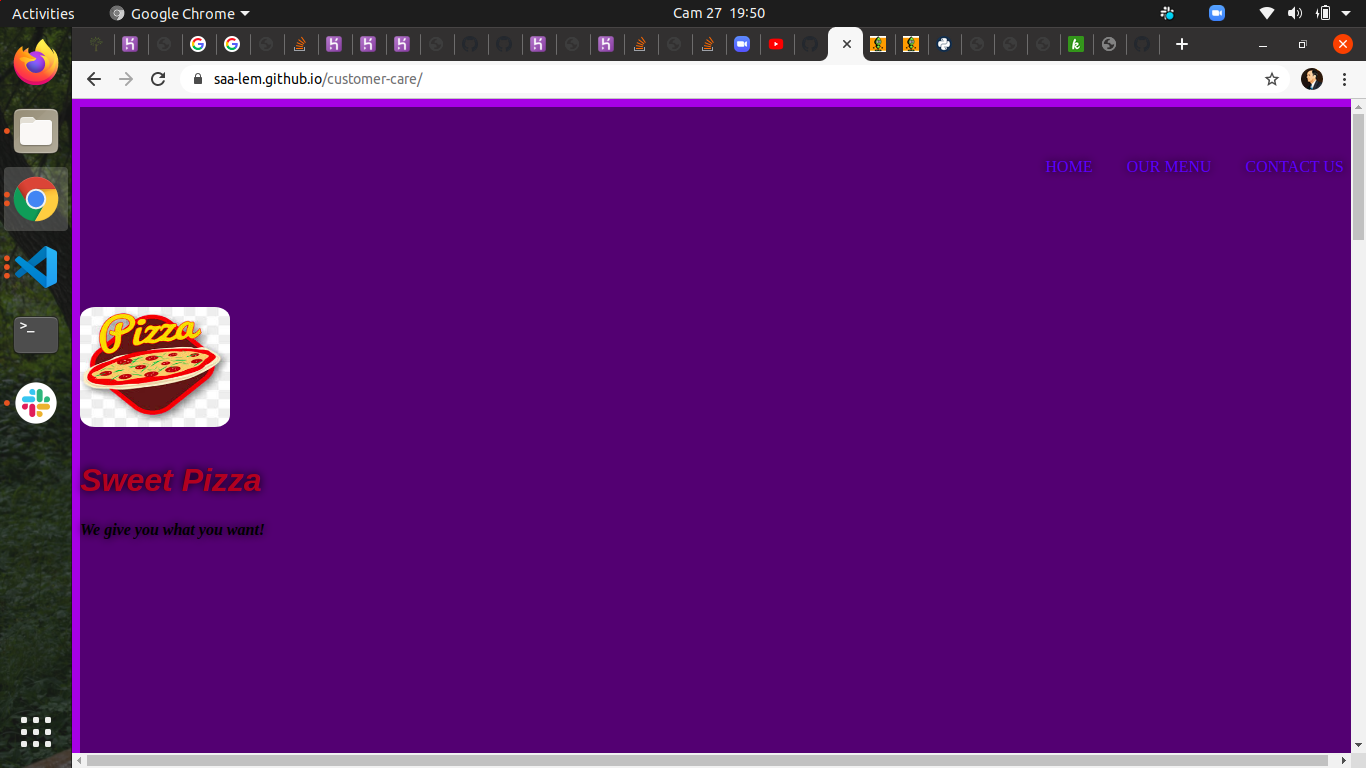 Activities
Google Chrome
Cam 27 19:50
saa-lem.github.io/customer-care/
HOME
OUR MENU
CONTACT US
Pizza
Sweet Pizza
We give you what you want!